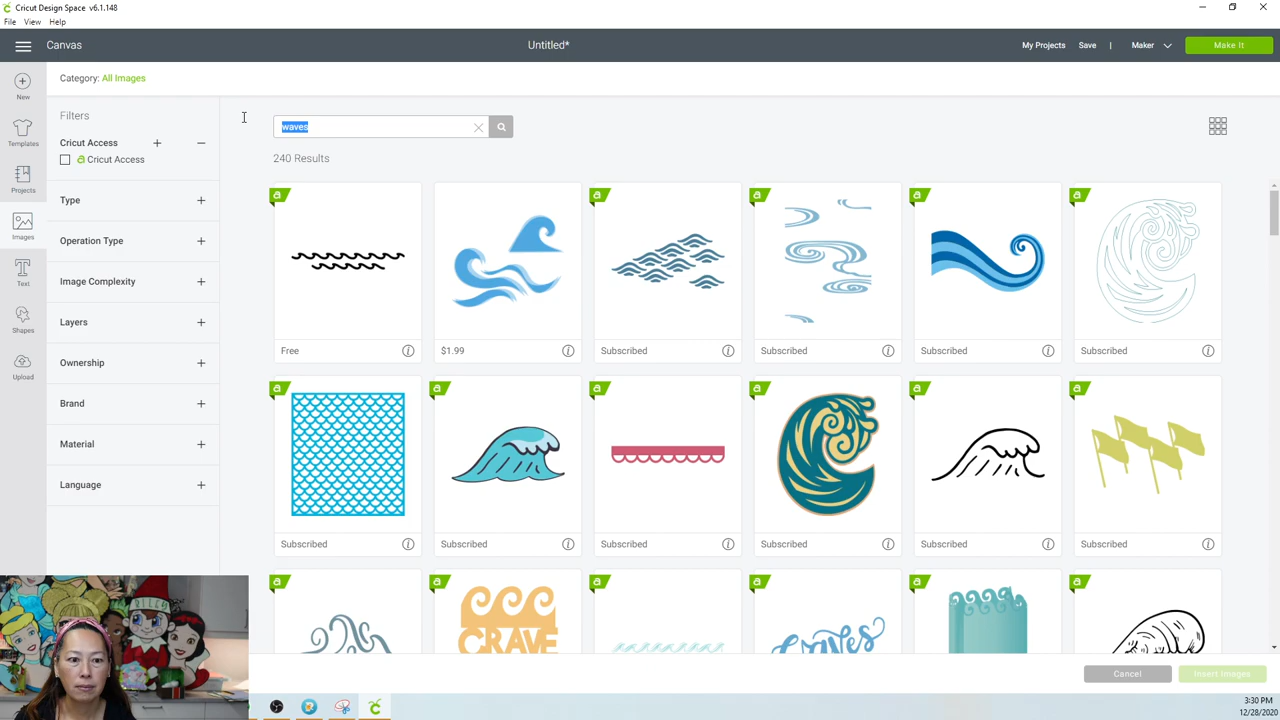 Cricut Design Space v6.1.148
File View Help
Canvas
Untitled*
My Projects Save | Maker
Make It
New
Templates
Projects
Images
Text
Shapes
Upload
Category: All Images
Filters
Cricut Access
Cricut Access
Type
Operation Type
Image Complexity
Layers
Ownership
Brand
Material
Language
waves
240 Results
Free
$1.99
Subscribed
Subscribed
Subscribed
Subscribed
Subscribed
Subscribed
Subscribed
Subscribed
Subscribed
Subscribed
CRAVE
Cancel
Insert Images
3:30 PM
12/28/2020